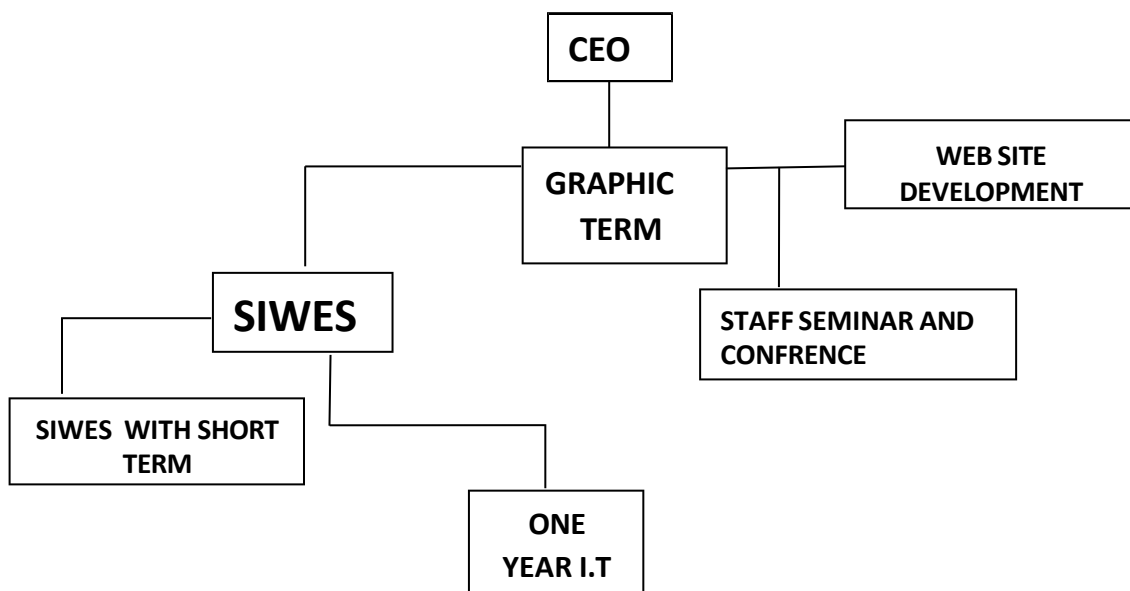 CEO
GRAPHIC
TERM
WEB SITE
DEVELOPMENT
SIWES
STAFF SEMINAR AND
CONFRENCE
SIWES WITH SHORT
TERM
ONE
YEAR I.T